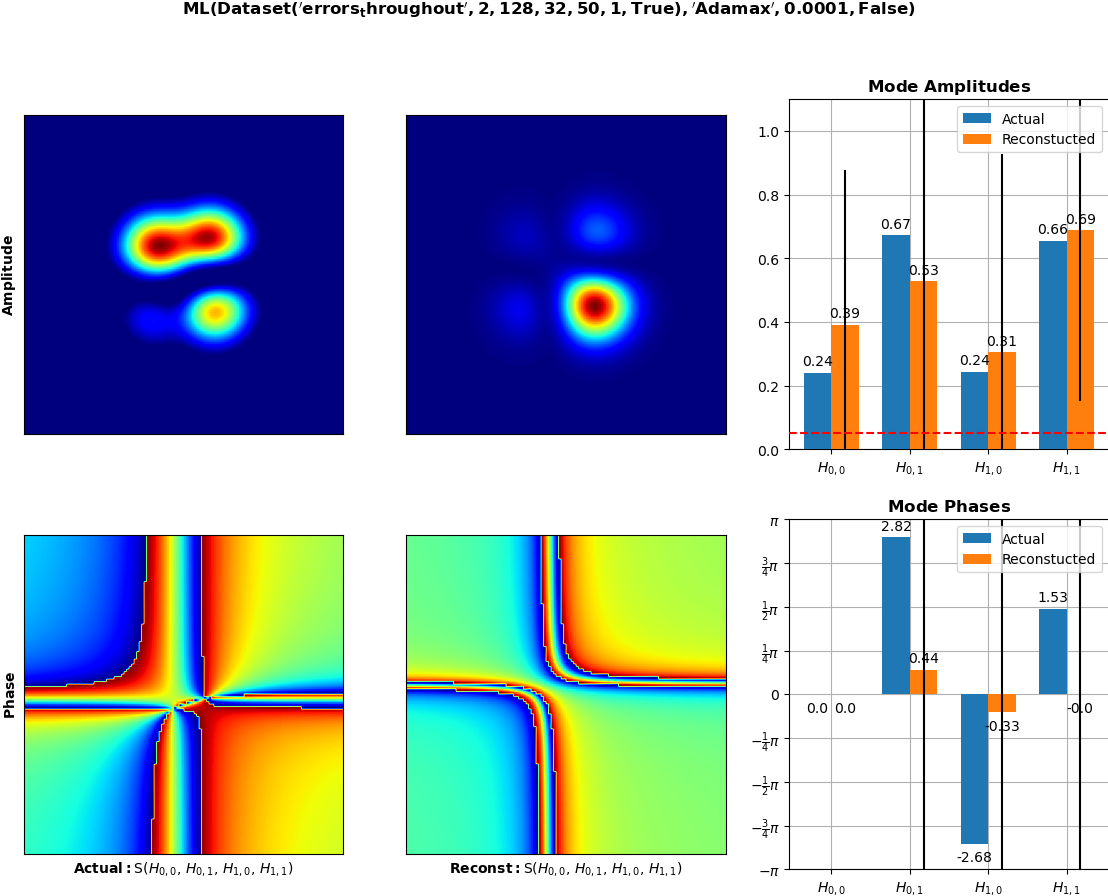 ML(Dataset('errors_throughout', 2, 128, 32, 50, 1, True), 'Adamax', 0.0001, False)
Amplitude
Mode Amplitudes
Actual
Reconstucted
1.0
0.8
0.6
0.4
0.2
0.0
0.24
0.39
0.67
0.53
0.24
0.31
0.66
0.69
H0,0
H0,1
H1,0
H1,1
Phase
Actual: S(H0,0, H0,1, H1,0, H1,1)
Reconst: S(H0,0, H0,1, H1,0, H1,1)
Mode Phases
Actual
Reconstucted
π
3/4π
1/2π
1/4π
0
−1/4π
−1/2π
−3/4π
−π
0.0
0.0
2.82
0.44
-2.68
-0.33
1.53
-0.0
H0,0
H0,1
H1,0
H1,1